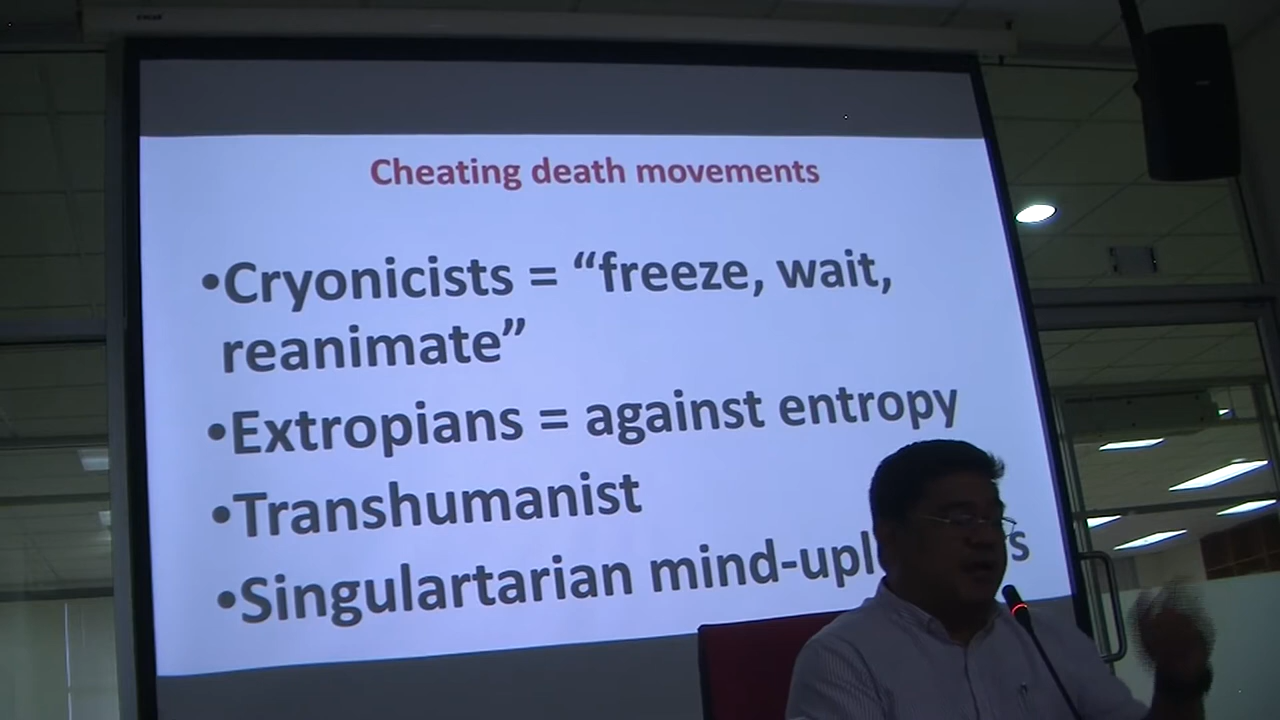 Cheating death movements
•Cryonicists = “freeze, wait,
reanimate”
•Extropians = against entropy
•Transhumanist
•Singulartarian